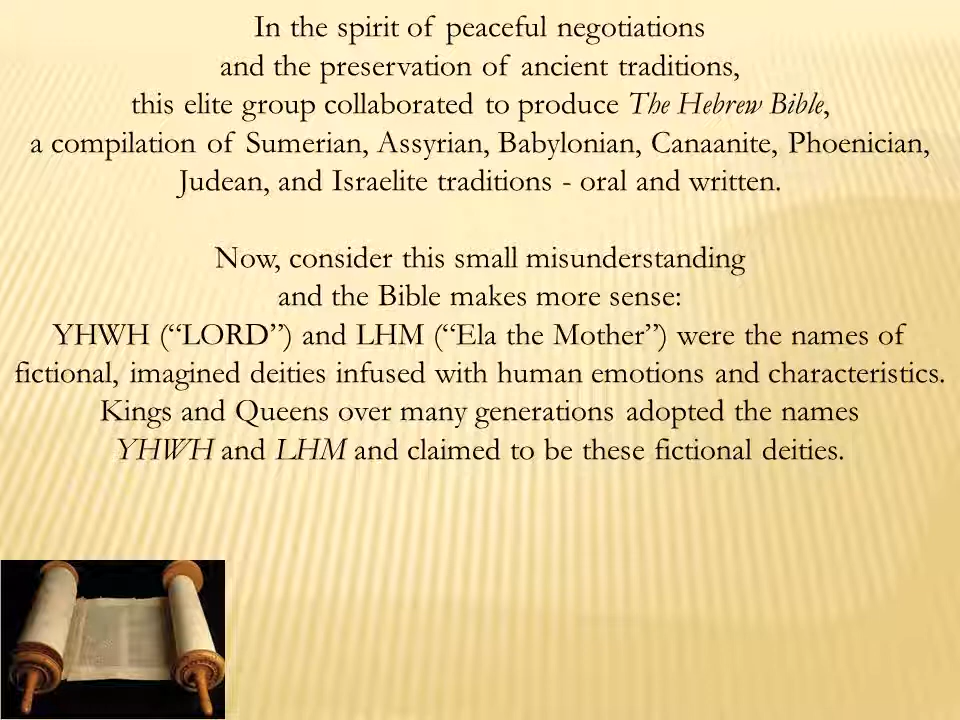 In the spirit of peaceful negotiations
and the preservation of ancient traditions,
this elite group collaborated to produce The Hebrew Bible,
a compilation of Sumerian, Assyrian, Babylonian, Canaanite, Phoenician,
Judean, and Israelite traditions - oral and written.
Now, consider this small misunderstanding
and the Bible makes more sense:
YHWH (“LORD”) and LHM (“Ela the Mother”) were the names of
fictional, imagined deities infused with human emotions and characteristics.
Kings and Queens over many generations adopted the names
YHWH and LHM and claimed to be these fictional deities.